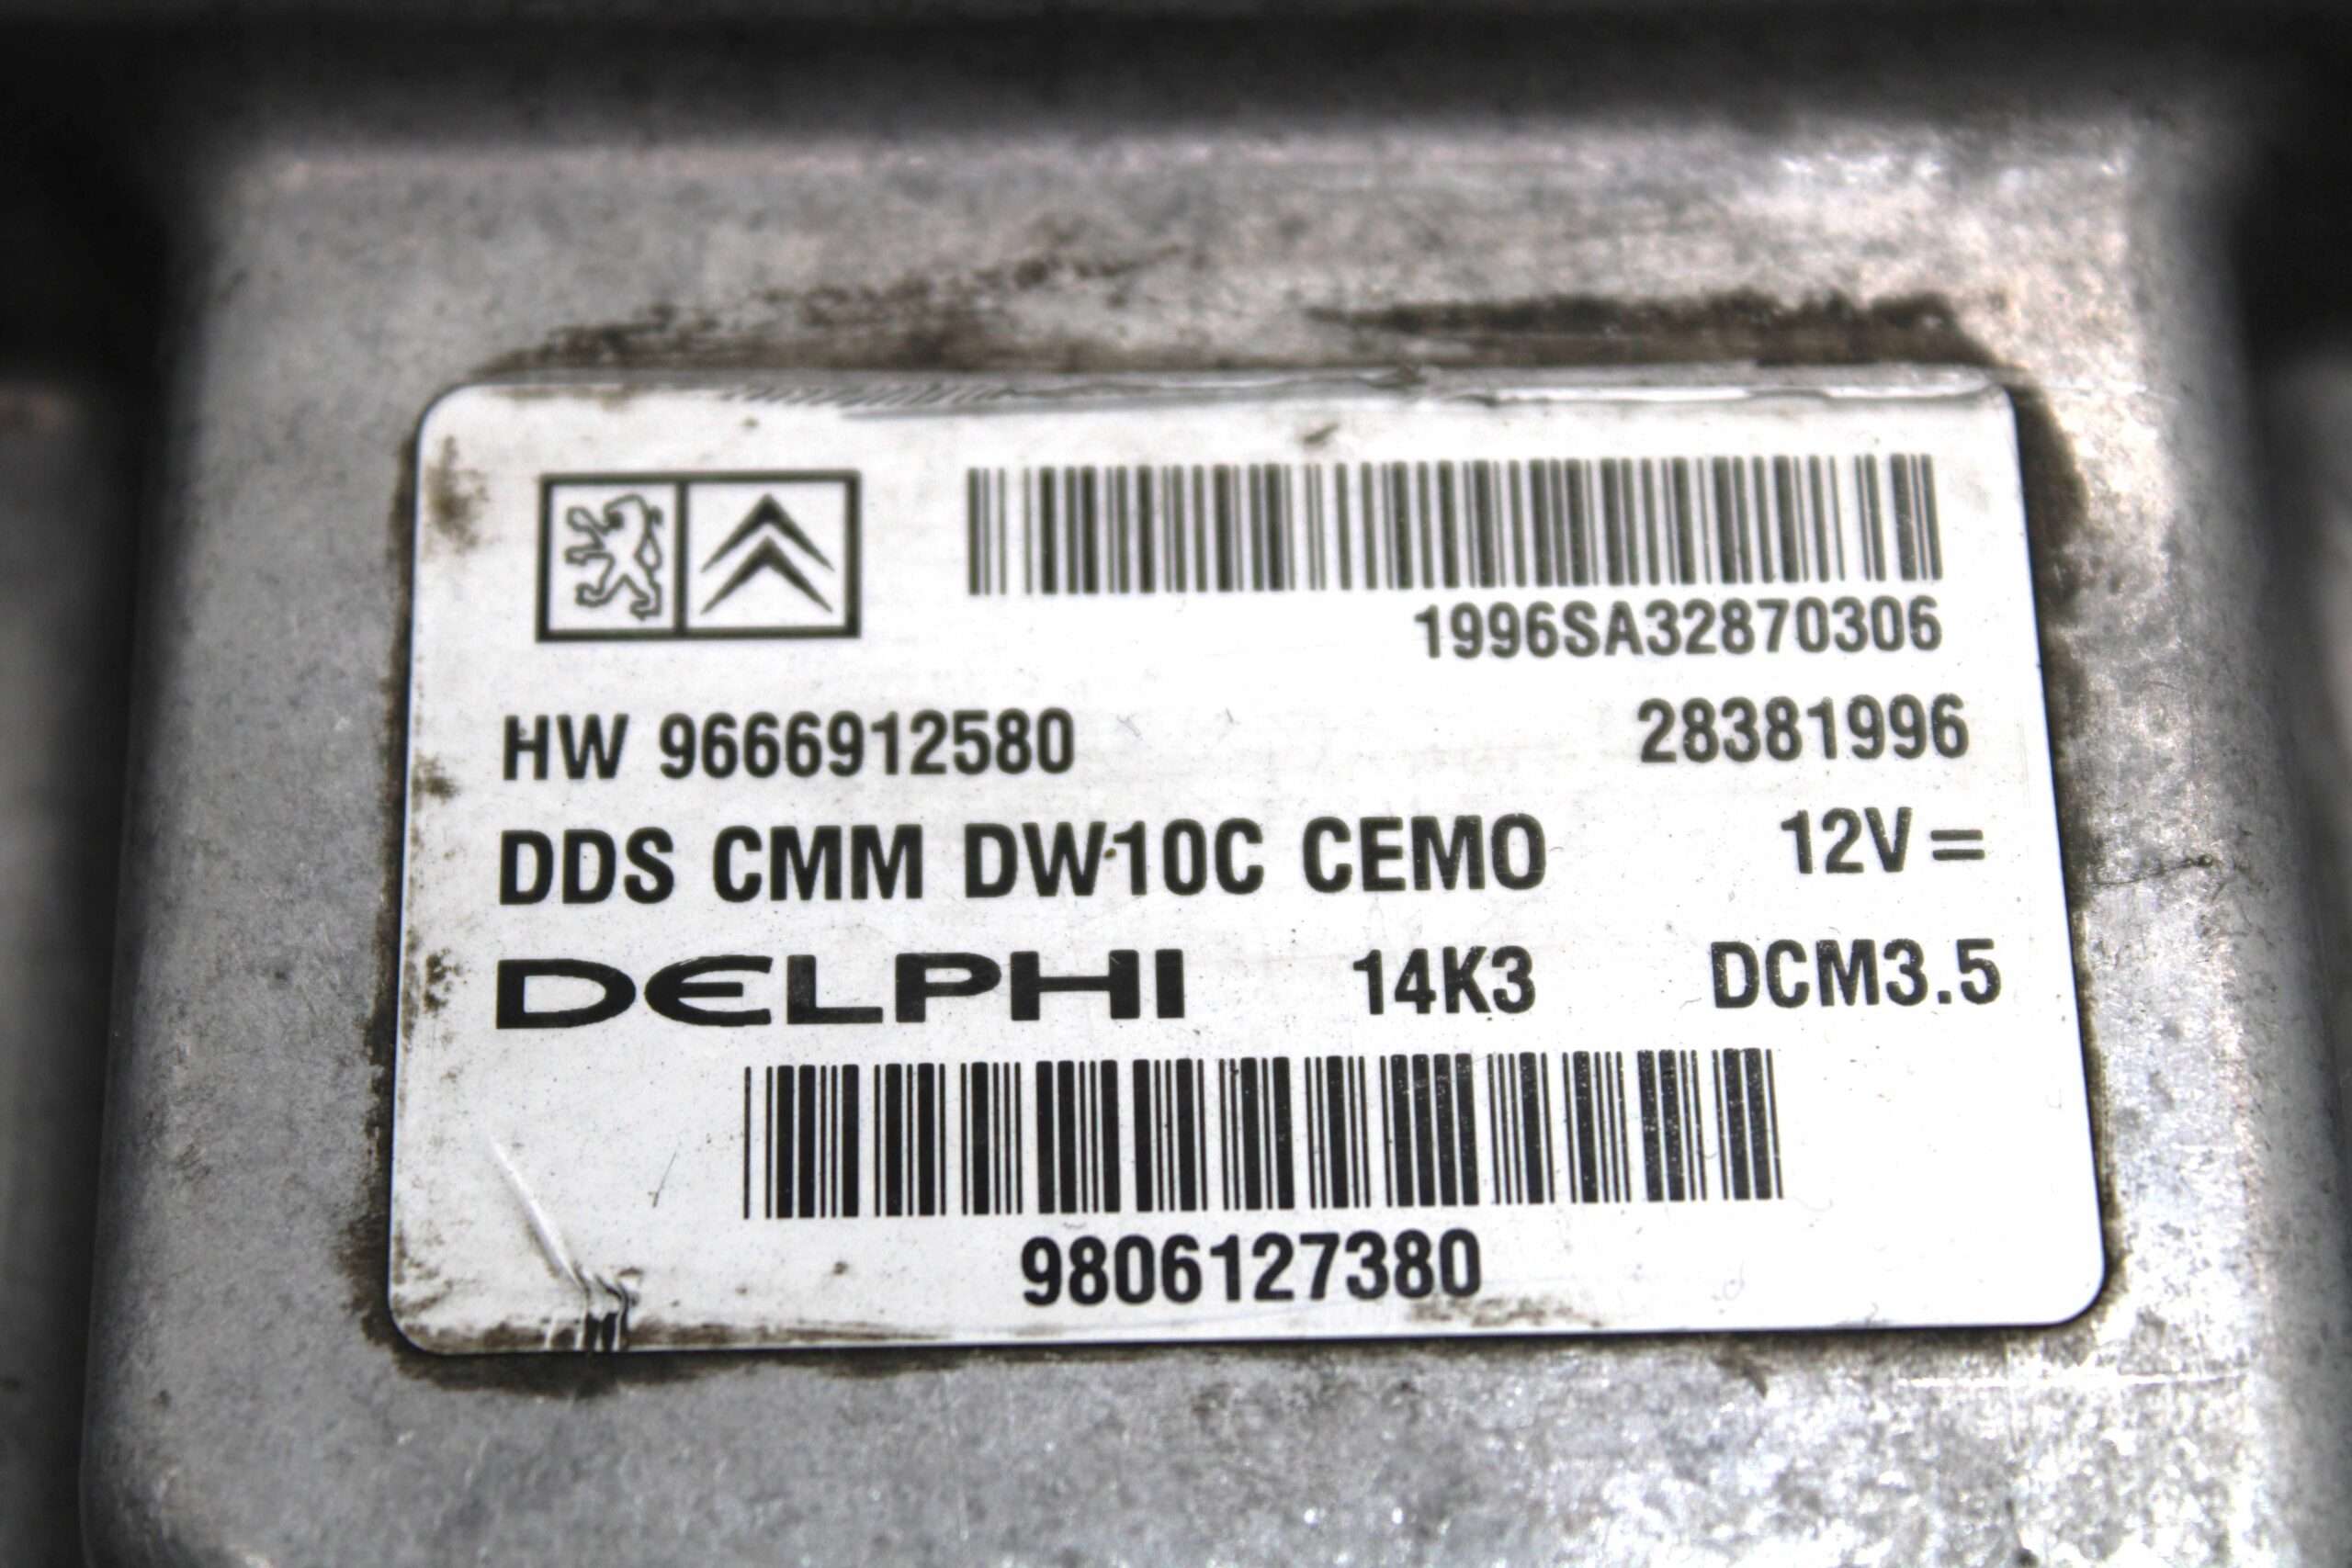 1996SA32870306
HW 9666912580 28381996
DDS CMM DW10C CEMO 12V =
DELPHI 14K3 DCM3.5
9806127380